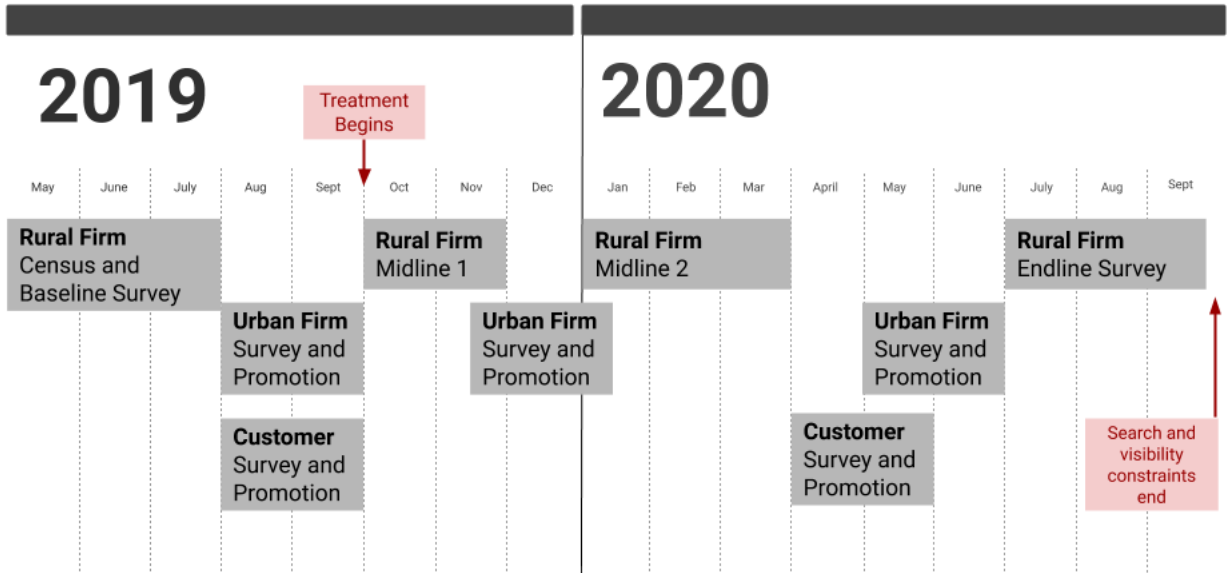 2019
2020
Treatment
Begins
May
June
July
Aug
Sept
Oct
Nov
Dec
Jan
Feb
Mar
April
May
June
July
Aug
Sept
Rural Firm
Census and
Baseline Survey
Rural Firm
Midline 1
Rural Firm
Midline 2
Rural Firm
Endline Survey
Urban Firm
Survey and
Promotion
Urban Firm
Survey and
Promotion
Urban Firm
Survey and
Promotion
Customer
Survey and
Promotion
Customer
Survey and
Promotion
Search and
visibility
constraints
end